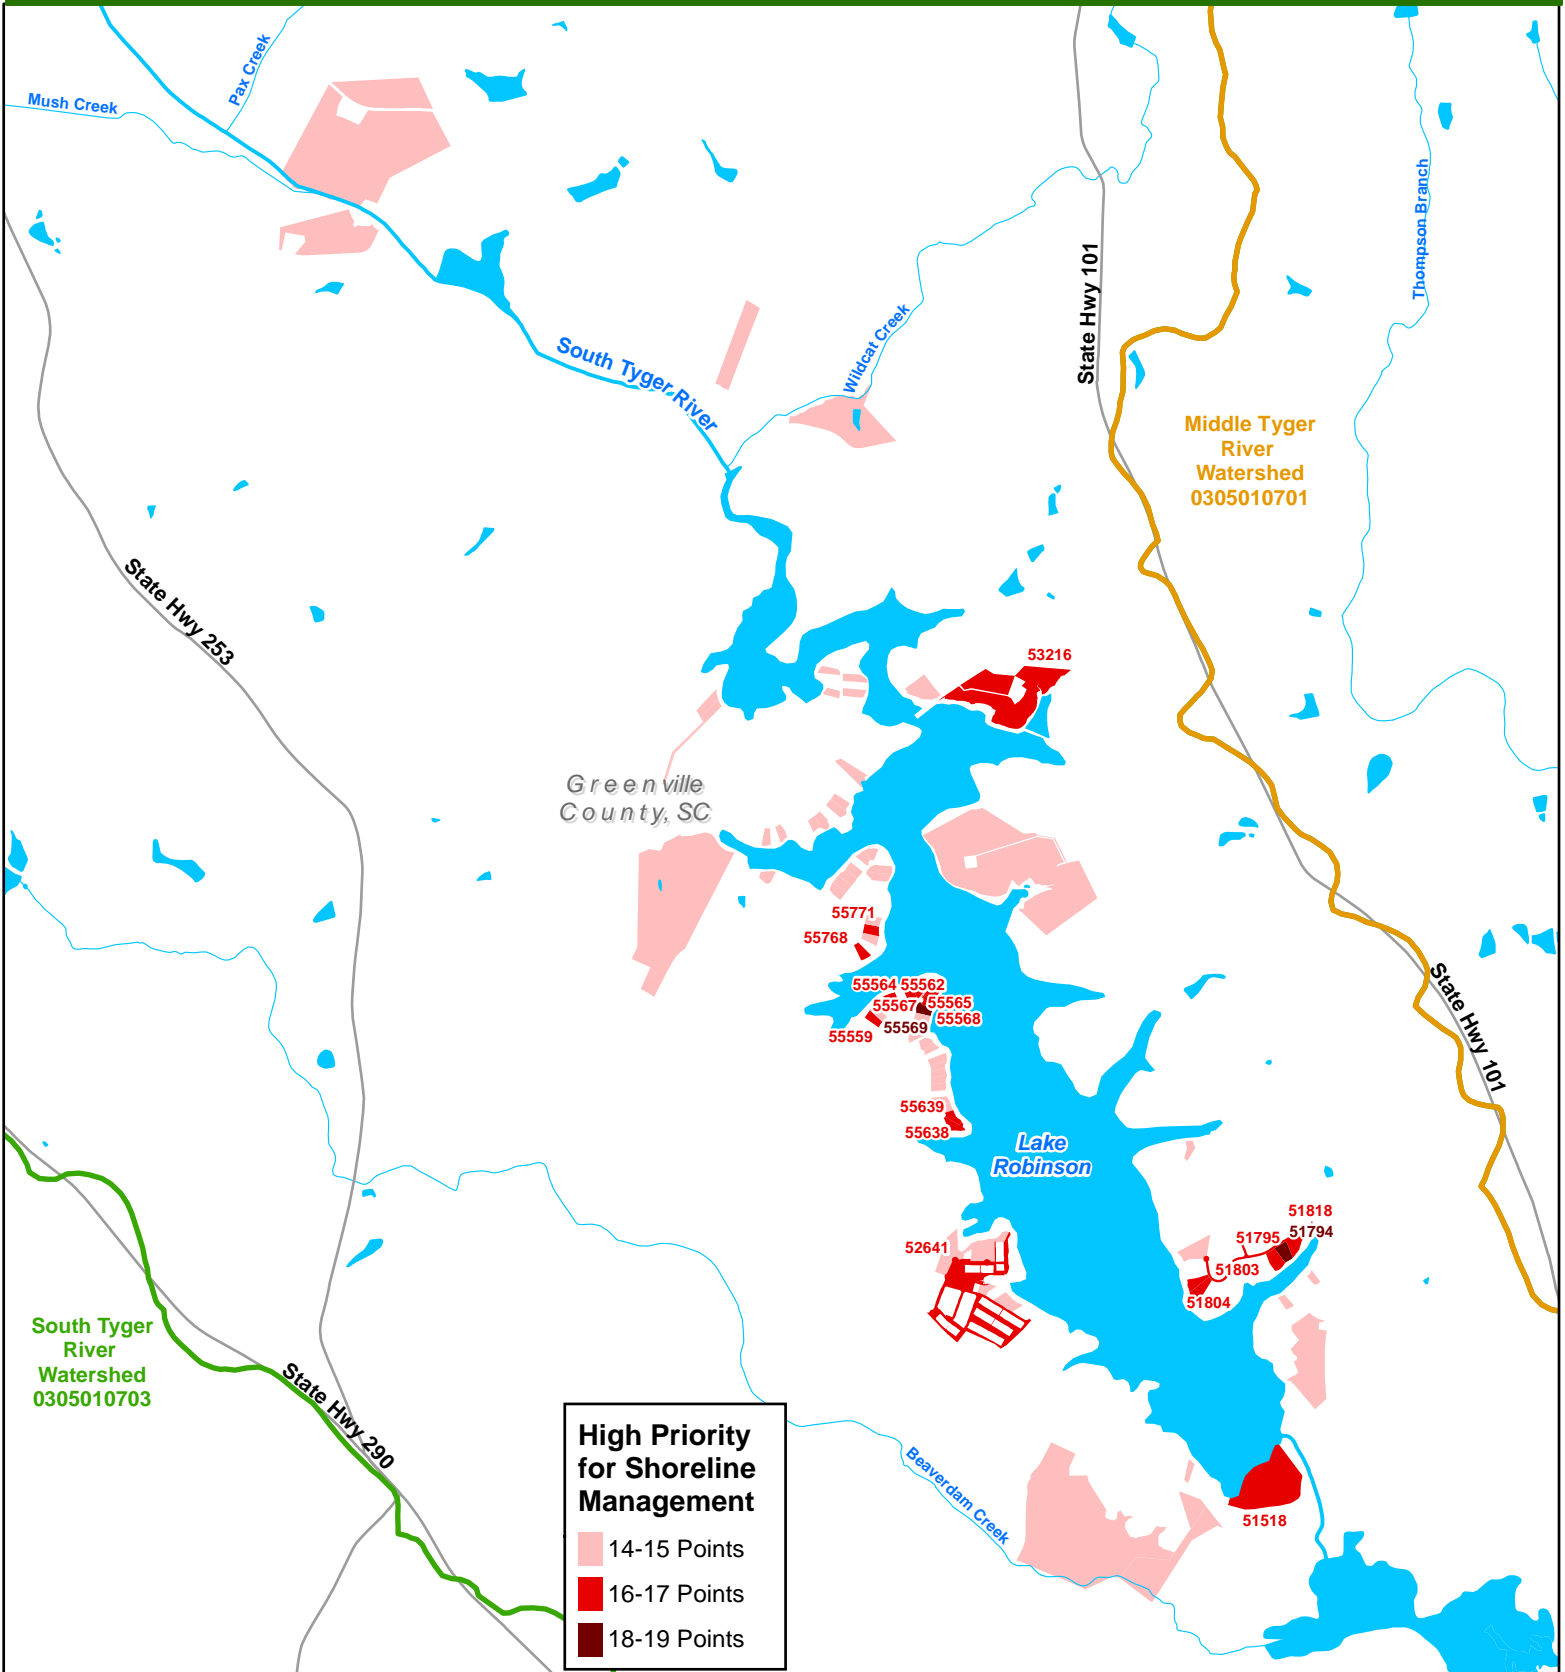 Pax Creek
Mush Creek
Thompson Branch
State Hwy 101
Wildcat Creek
South Tyger River
Middle Tyger
River
Watershed
0305010701
State Hwy 253
53216
Greenville
County, SC
55771
55768
55564
55562
55567
55565
55568
55569
55559
State Hwy 101
55639
55638
Lake
Robinson
51818
51794
51795
52641
51803
51804
South Tyger
River
Watershed
0305010703
State Hwy 290
Beaverdam Creek
51518
High Priority
for Shoreline
Management
14-15 Points
16-17 Points
18-19 Points